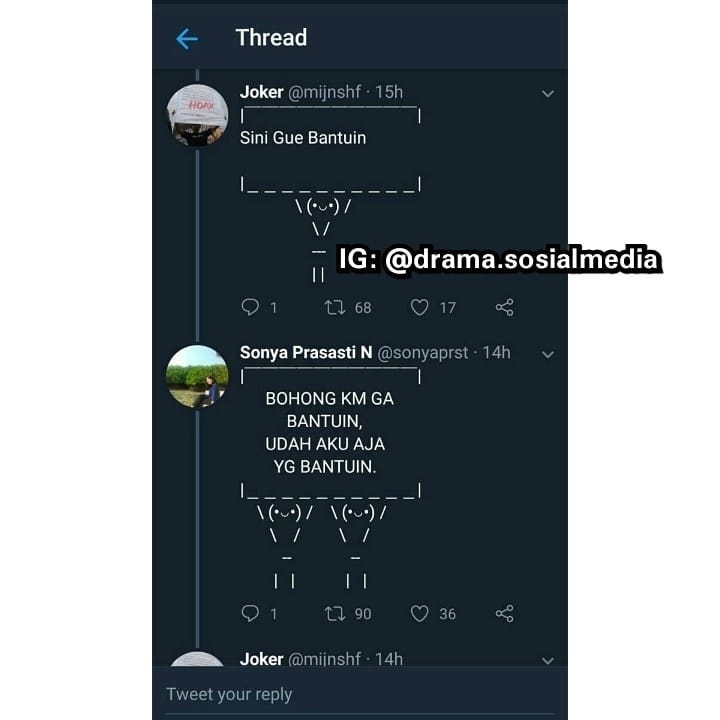 Thread
Joker @mijnshf · 15h
|￣￣￣￣￣￣￣￣￣￣|
Sini Gue Bantuin
|_ _ _ _ _ _ _ _ _ _|
\ (•◡•) /
\ /
---
| |
IG: @drama.sosialmedia
1 68 17
Sonya Prasasti N @sonyaprst · 14h
|￣￣￣￣￣￣￣￣￣￣|
BOHONG KM GA
BANTUIN,
UDAH AKU AJA
YG BANTUIN.
|_ _ _ _ _ _ _ _ _ _|
\ (•◡•) / \ (•◡•) /
\ / \ /
-- --
| | | |
1 90 36
Joker @mijnshf · 14h
Tweet your reply
HOAX